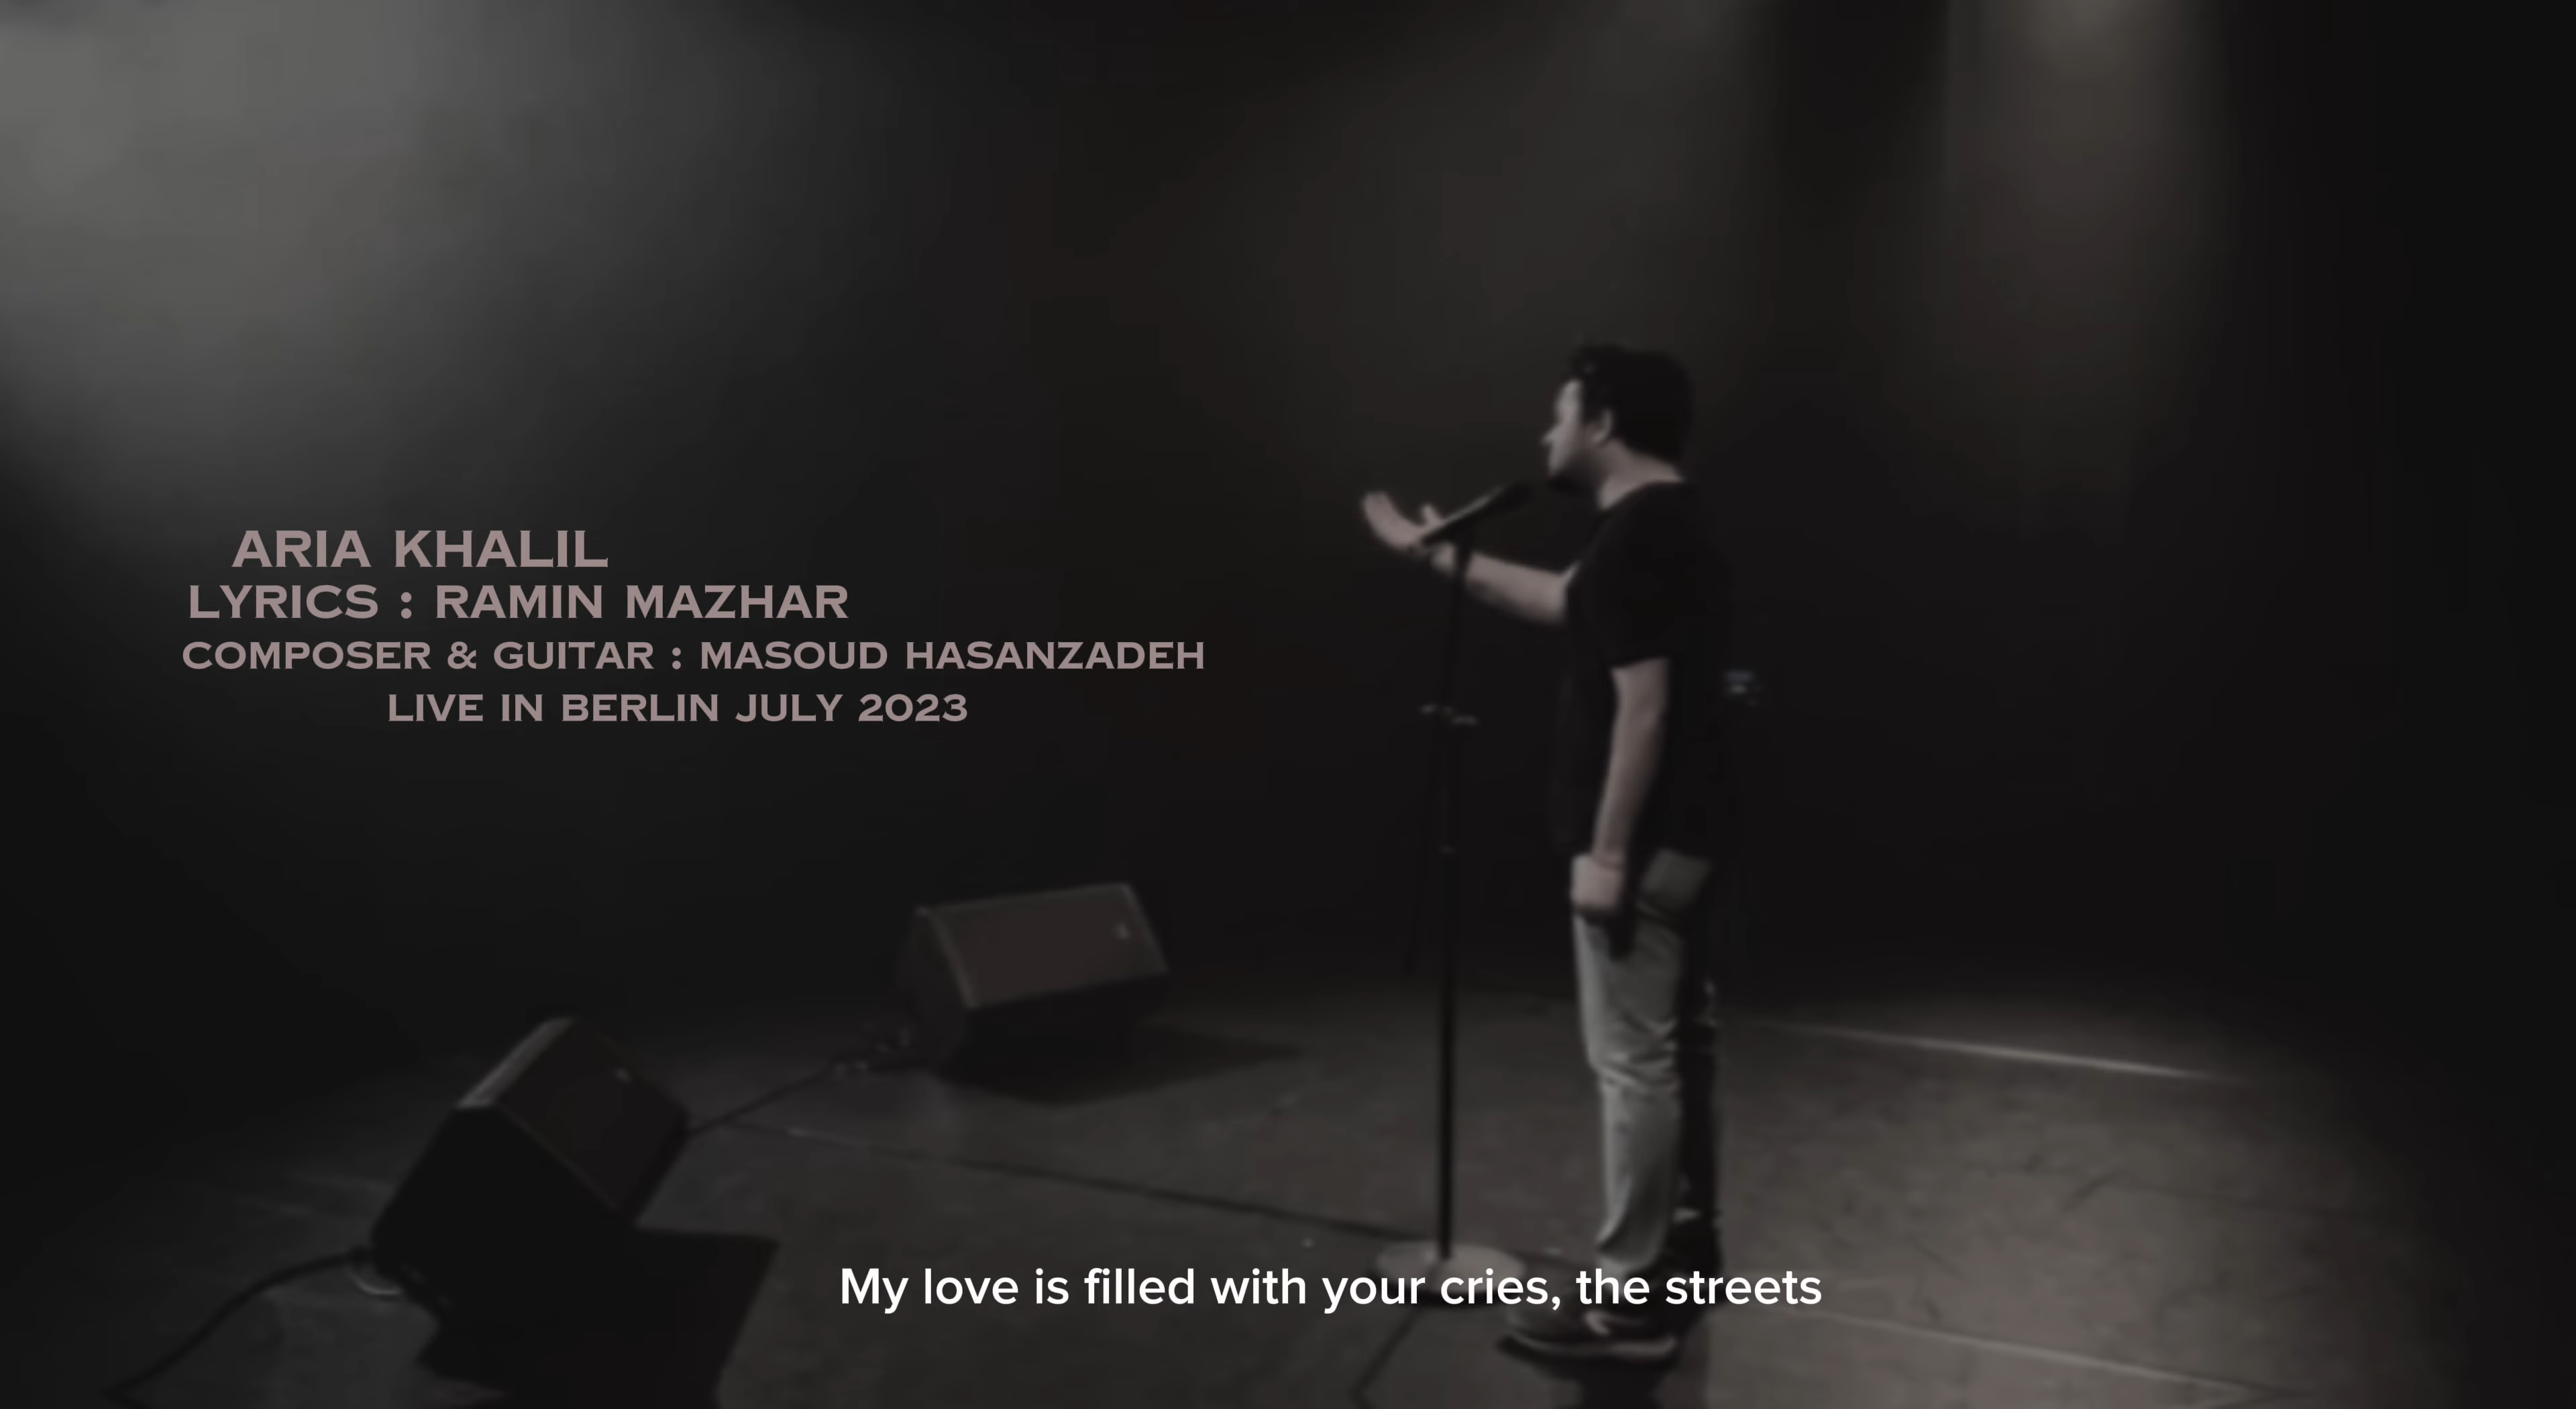 ARIA KHALIL
LYRICS : RAMIN MAZHAR
COMPOSER & GUITAR : MASOUD HASANZADEH
LIVE IN BERLIN JULY 2023
My love is filled with your cries, the streets